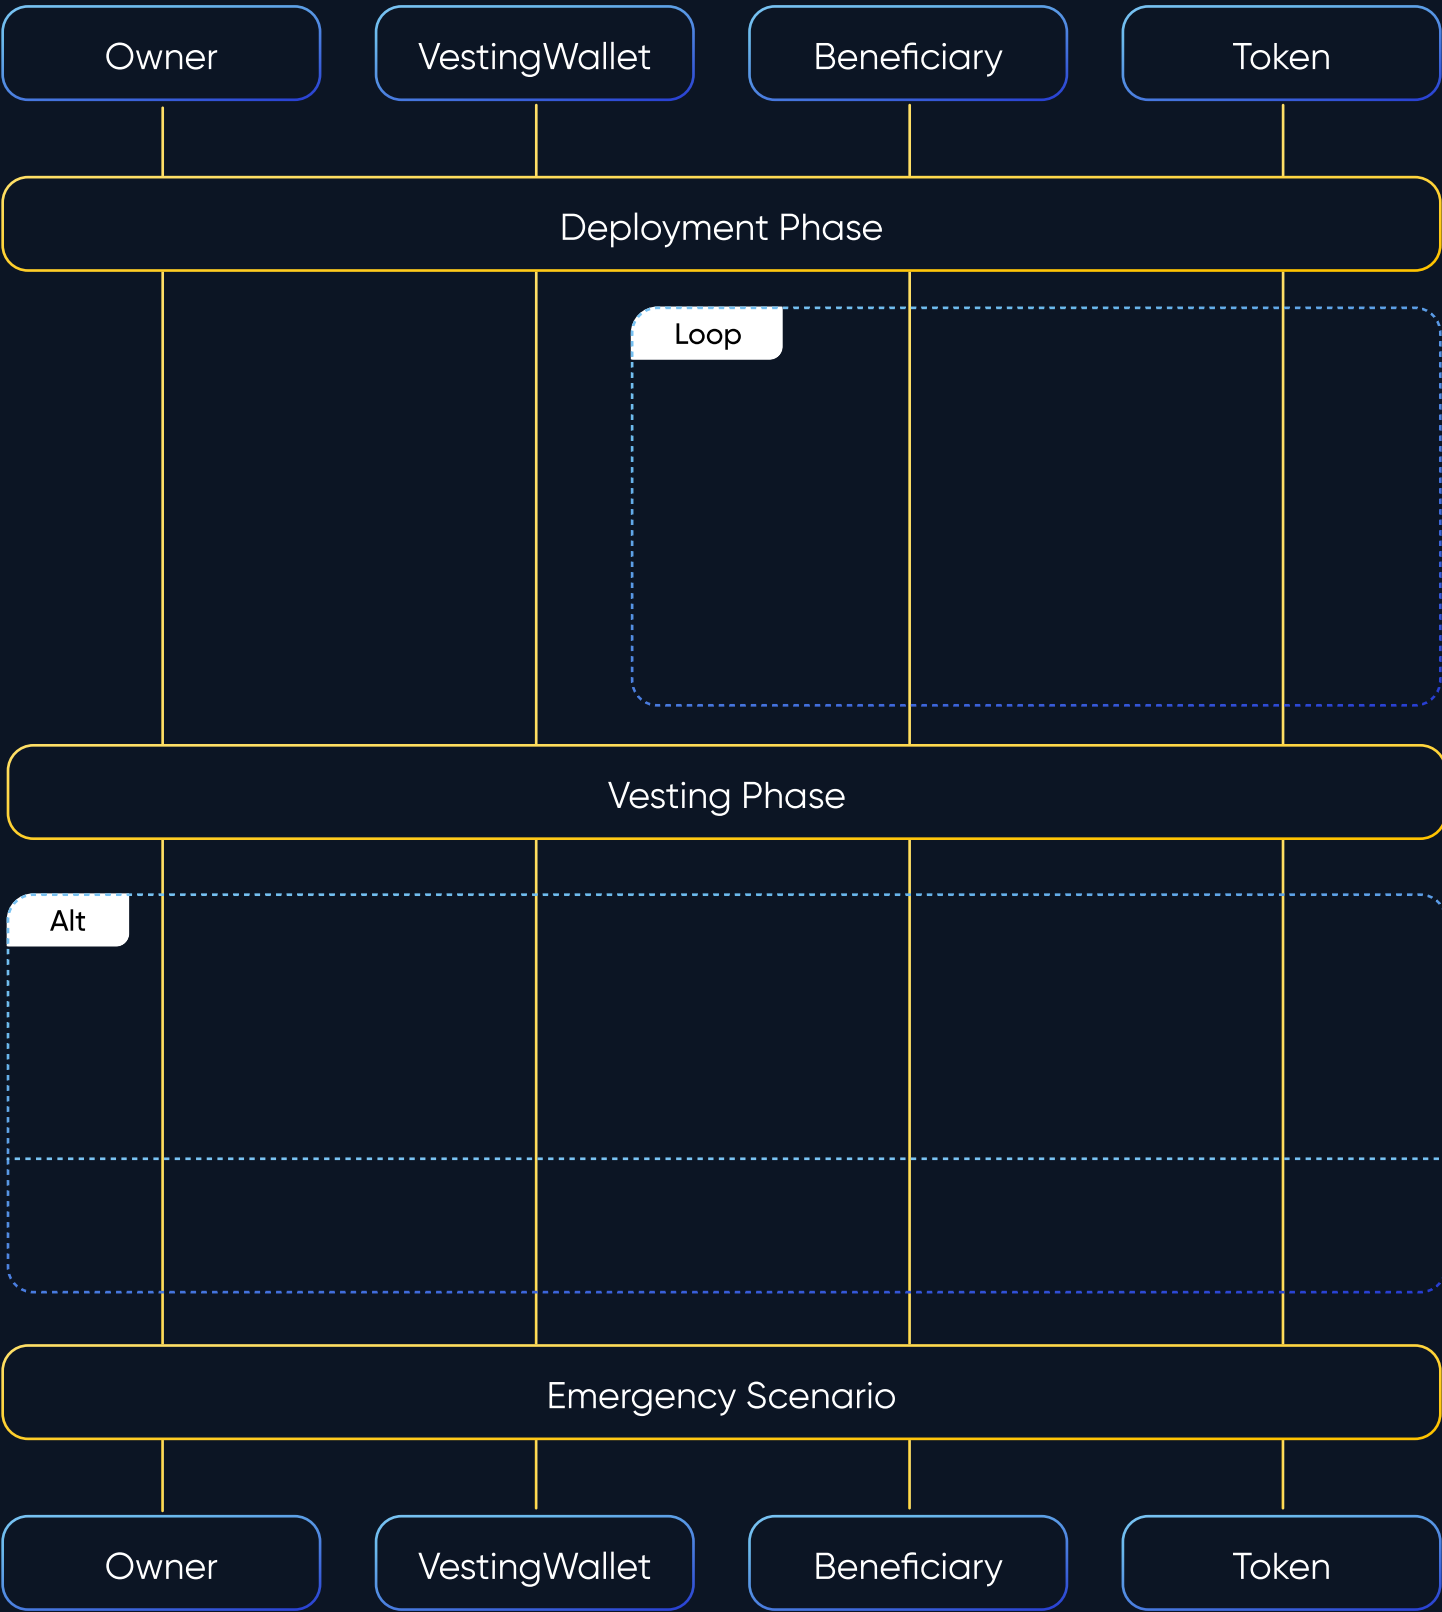 Owner
VestingWallet
Beneficiary
Token
Deployment Phase
Loop
Vesting Phase
Alt
Emergency Scenario
Owner
VestingWallet
Beneficiary
Token